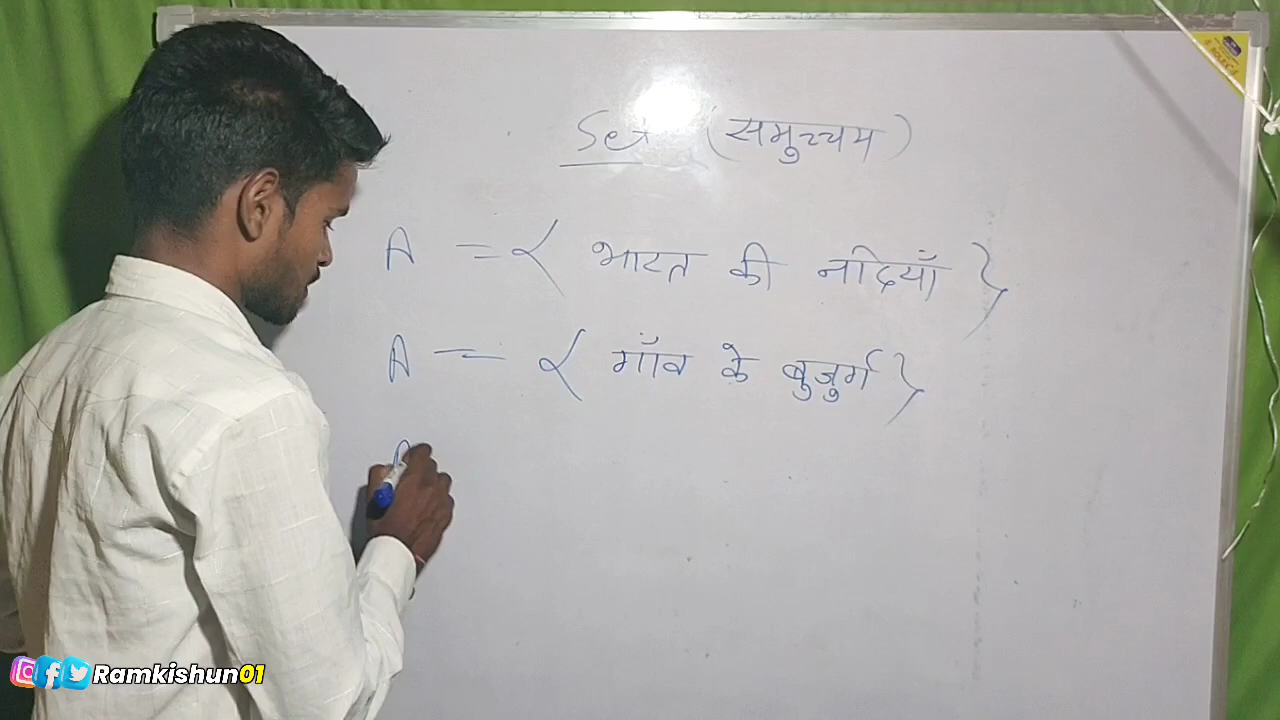 Set (समुच्चय)
A = { भारत की नदियाँ }
A = { गाँव के बुजुर्ग }
A
Ramkishun01